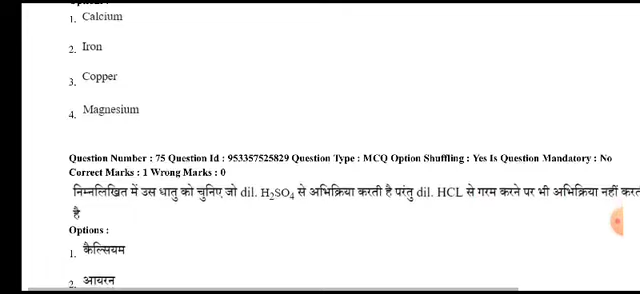 1. Calcium
2. Iron
3. Copper
4. Magnesium
Question Number : 75 Question Id : 953357525829 Question Type : MCQ Option Shuffling : Yes Is Question Mandatory : No
Correct Marks : 1 Wrong Marks : 0
निम्नलिखित में उस धातु को चुनिए जो dil. H₂SO₄ से अभिक्रिया करती है परंतु dil. HCL से गरम करने पर भी अभिक्रिया नहीं
है
Options :
1. कैल्सियम
2. आयरन